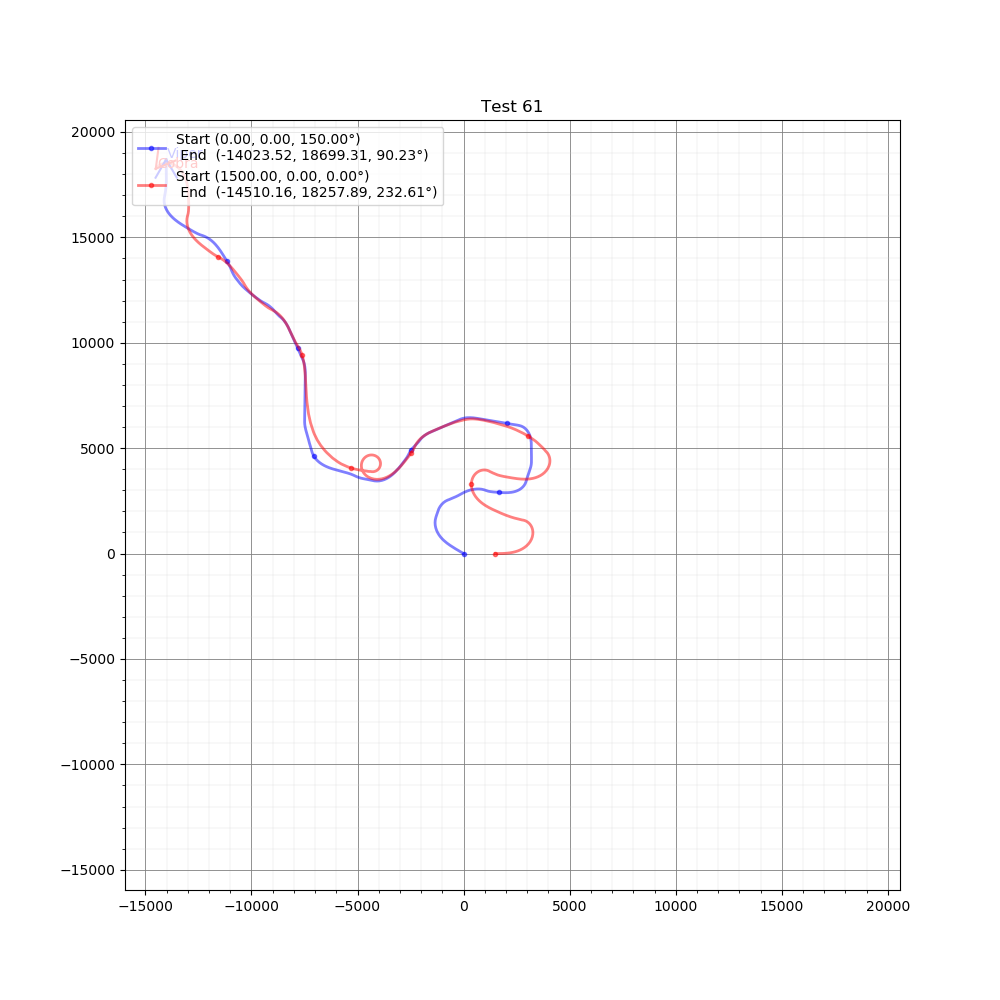 Test 61
Start (0.00, 0.00, 150.00°)
End (-14023.52, 18699.31, 90.23°)
Start (1500.00, 0.00, 0.00°)
End (-14510.16, 18257.89, 232.61°)
20000
15000
10000
5000
0
−5000
−10000
−15000
−15000 −10000 −5000 0 5000 10000 15000 20000